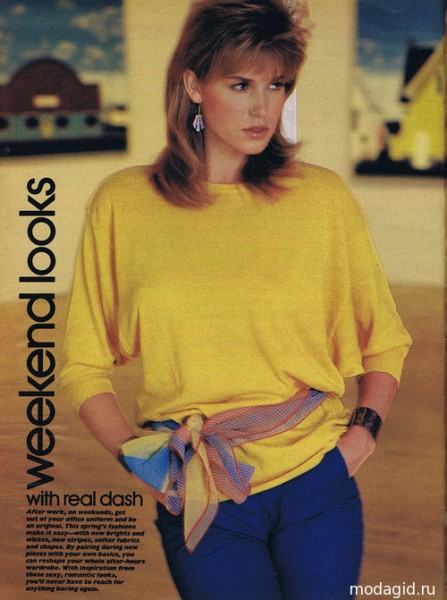 weekend looks
with real dash
After work, on weekends, get
out of your office uniform and be
an original. This spring's fashions
make it easy—with new brights and
whites, new stripes, softer fabrics
and shapes. By pairing daring new
pieces with your own basics, you
can reshape your whole after-hours
wardrobe. With inspiration from
these sexy, romantic looks,
you'll never have to reach for
anything boring again.
modagid.ru